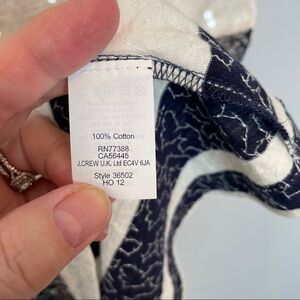 100% Cotton
RN77388
CA56445
J.CREW U.K. Ltd EC4V 6JA
Style 36502
HO 12